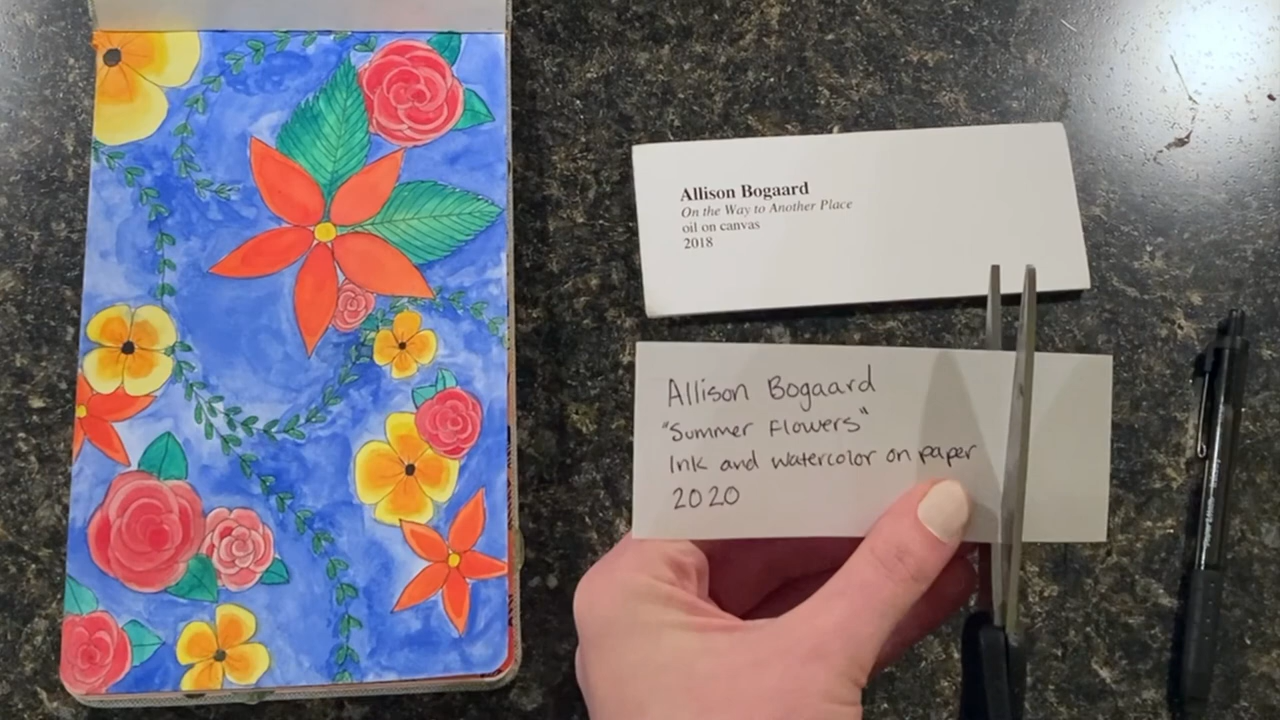 Allison Bogaard
On the Way to Another Place
oil on canvas
2018
Allison Bogaard
"Summer Flowers"
Ink and watercolor on paper
2020